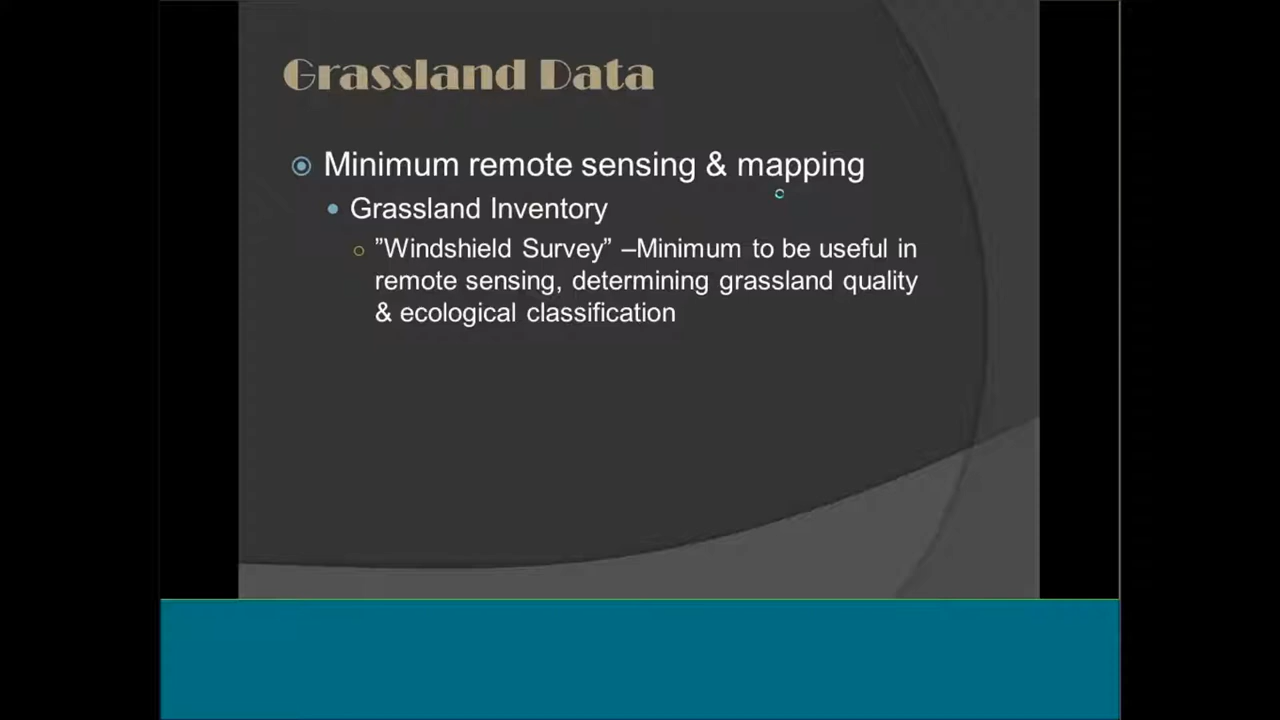 Grassland Data
Minimum remote sensing & mapping
Grassland Inventory
”Windshield Survey” –Minimum to be useful in
remote sensing, determining grassland quality
& ecological classification